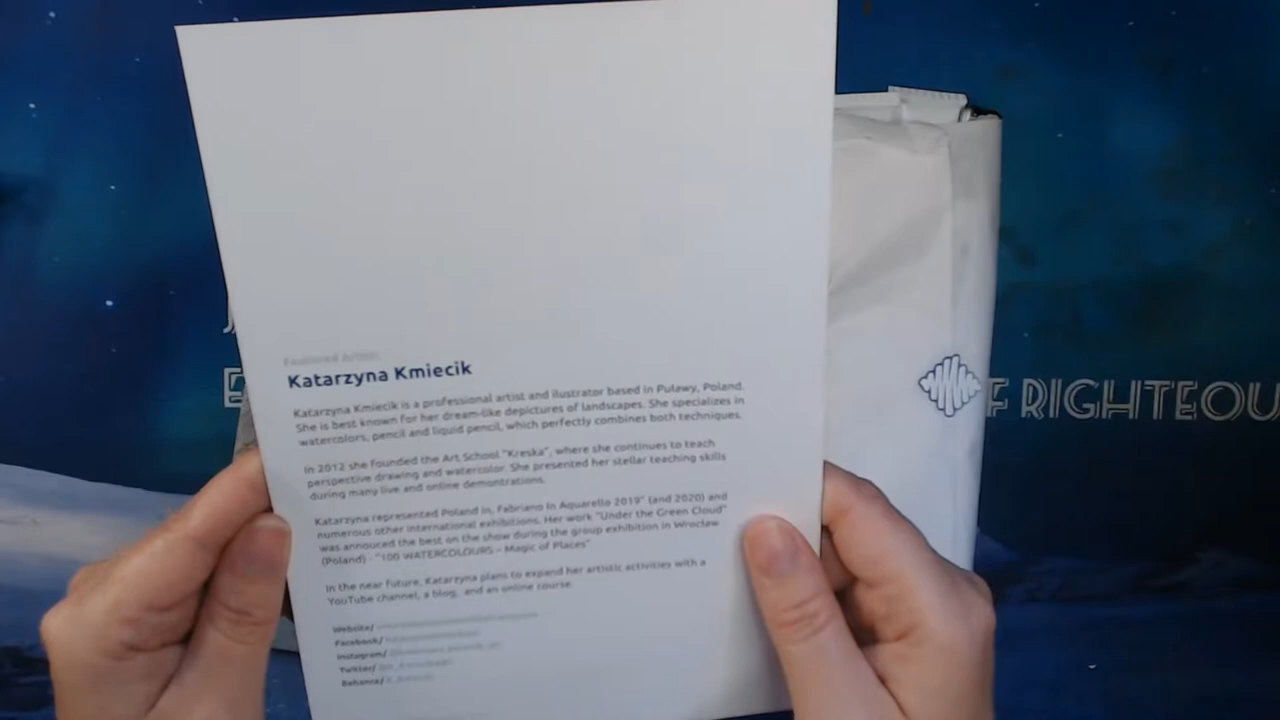 Featured Artist
Katarzyna Kmiecik
Katarzyna Kmiecik is a professional artist and ilustrator based in Puławy, Poland.
She is best known for her dream-like depictures of landscapes. She specializes in
watercolors, pencil and liquid pencil, which perfectly combines both techniques.
In 2012 she founded the Art School "Kreska", where she continues to teach
perspective drawing and watercolor. She presented her stellar teaching skills
during many live and online demontrations.
Katarzyna represented Poland in, Fabriano In Aquarello 2019" (and 2020) and
numerous other international exhibitions. Her work "Under the Green Cloud"
was annouced the best on the show during the group exhibition in Wrocław
(Poland) - "100 WATERCOLOURS – Magic of Places"
In the near future, Katarzyna plans to expand her artistic activities with a
YouTube channel, a blog, and an online course.
Website/
Facebook/
Instagram/
Twitter/
Behance/
F RIGHTEOU